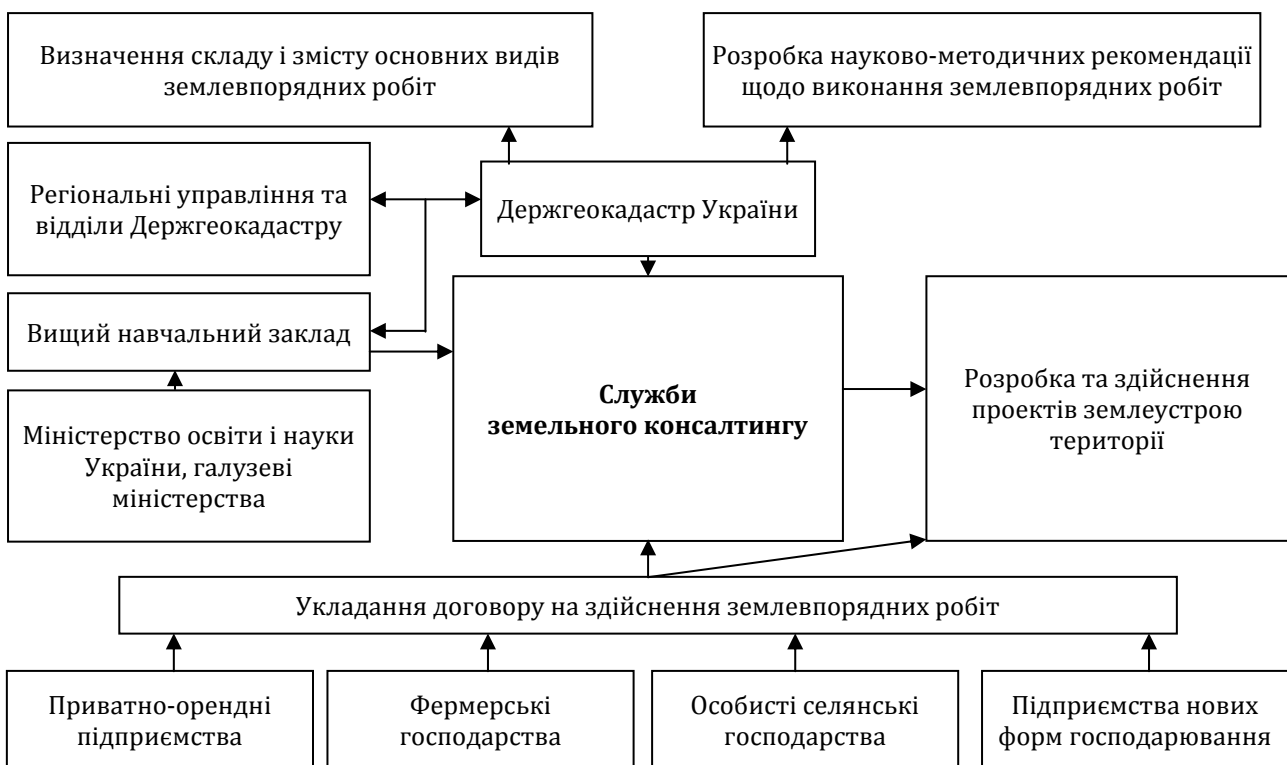 Визначення складу і змісту основних видів
землевпорядних робіт
Розробка науково-методичних рекомендації
щодо виконання землевпорядних робіт
Регіональні управління та
відділи Держгеокадастру
Держгеокадастр України
Вищий навчальний заклад
Міністерство освіти і науки
України, галузеві
міністерства
Служби
земельного консалтингу
Розробка та здійснення
проектів землеустрою
території
Укладання договору на здійснення землевпорядних робіт
Приватно-орендні
підприємства
Фермерські
господарства
Особисті селянські
господарства
Підприємства нових
форм господарювання